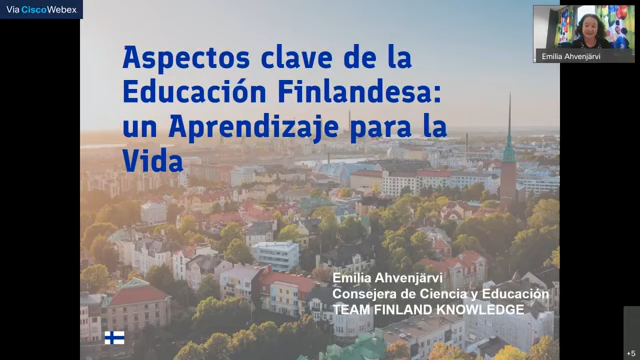 Via Cisco Webex
Emilia Ahvenjärvi
Aspectos clave de la
Educación Finlandesa:
un Aprendizaje para la
Vida
Emilia Ahvenjärvi
Consejera de Ciencia y Educación
TEAM FINLAND KNOWLEDGE
+5